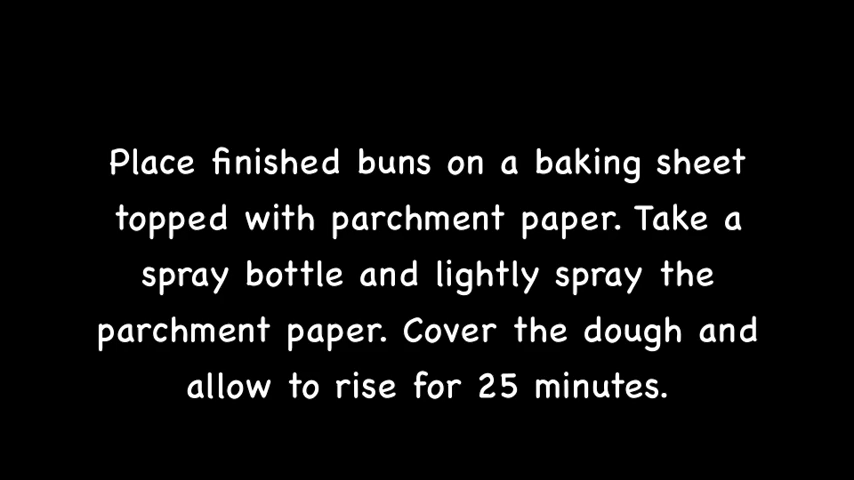 Place finished buns on a baking sheet
topped with parchment paper. Take a
spray bottle and lightly spray the
parchment paper. Cover the dough and
allow to rise for 25 minutes.